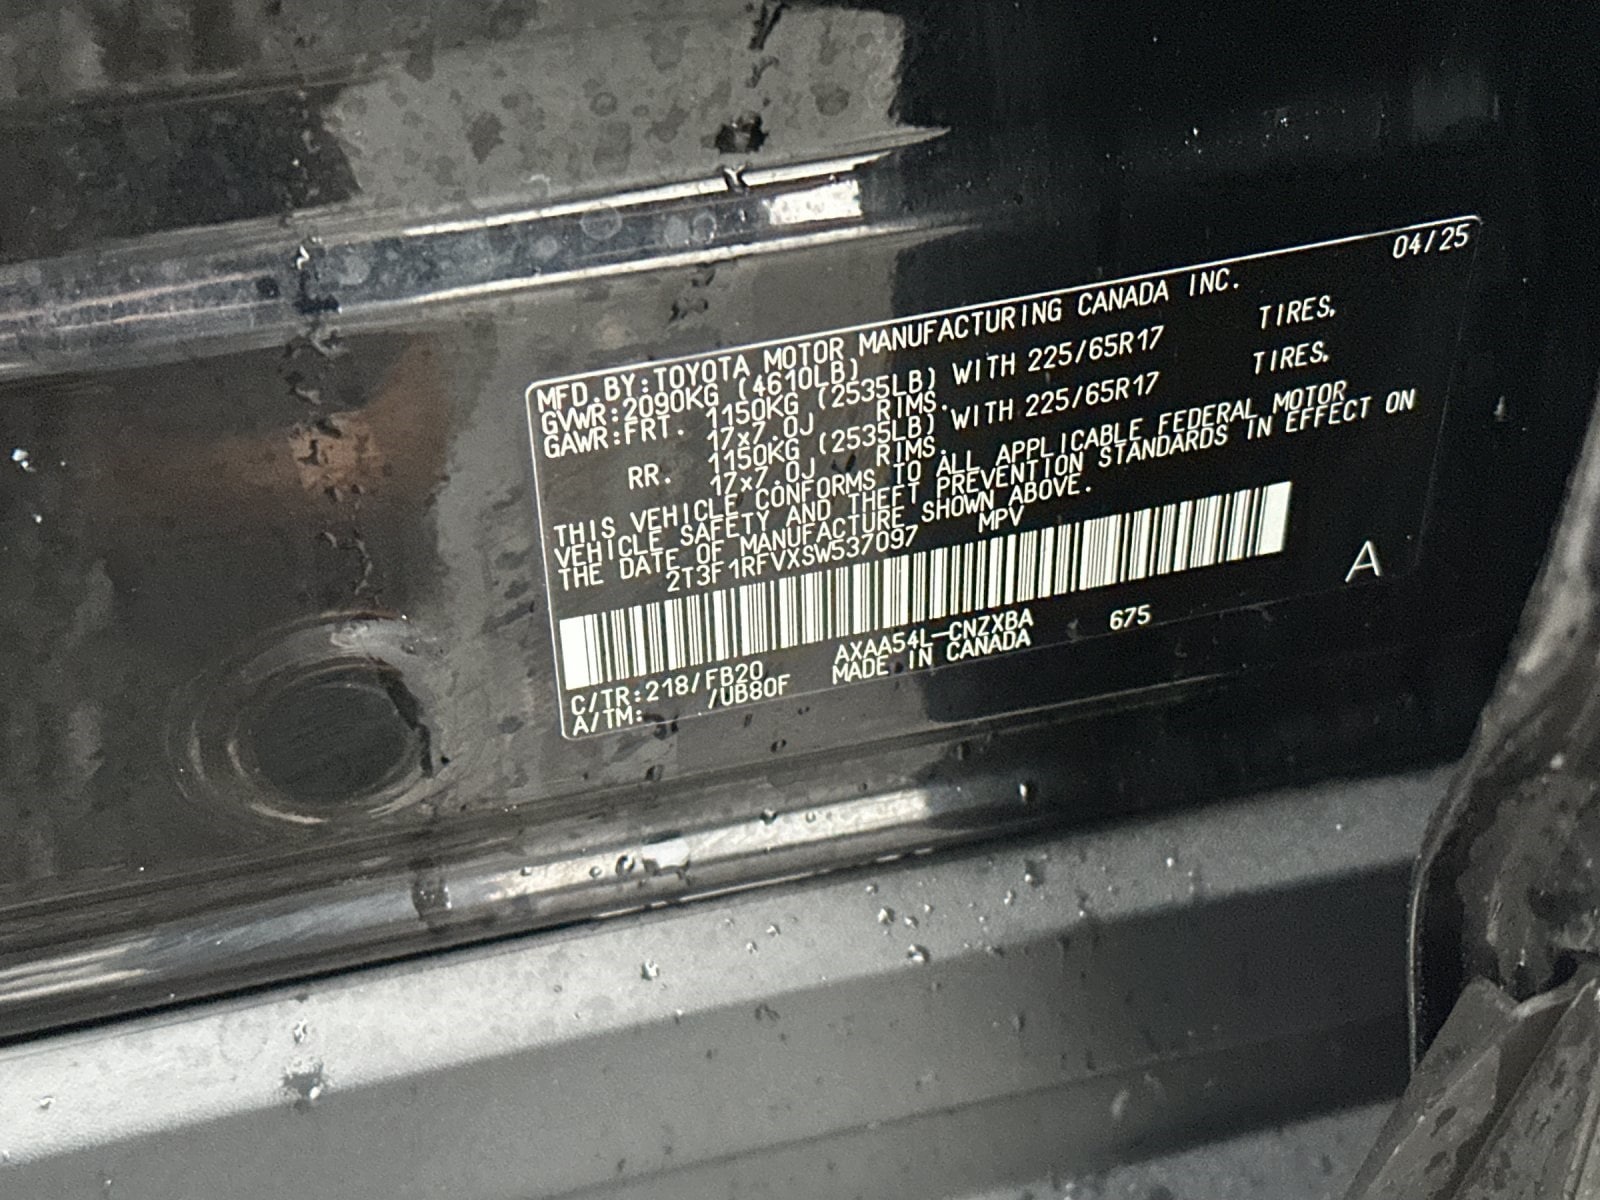 04/25
MFD.BY:TOYOTA MOTOR MANUFACTURING CANADA INC.
GVWR:2090KG (4610LB)
GAWR:FRT. 1150KG (2535LB) WITH 225/65R17 TIRES,
17x7.0J RIMS.
RR. 1150KG (2535LB) WITH 225/65R17 TIRES,
17x7.0J RIMS.
THIS VEHICLE CONFORMS TO ALL APPLICABLE FEDERAL MOTOR
VEHICLE SAFETY AND THEFT PREVENTION STANDARDS IN EFFECT ON
THE DATE OF MANUFACTURE SHOWN ABOVE.
2T3F1RFVXSW537097 MPV
A
C/TR:218/FB20 AXAA54L-CNZXBA 675
A/TM: /UB80F MADE IN CANADA